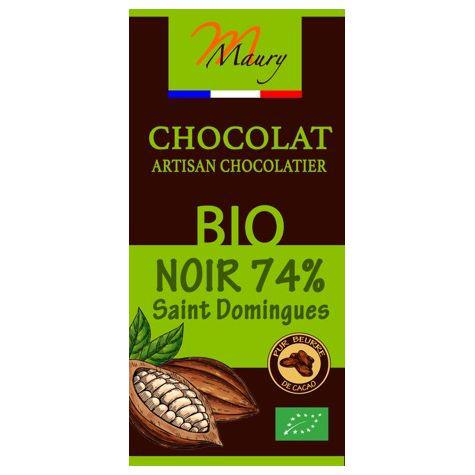 Maury
CHOCOLAT
ARTISAN CHOCOLATIER
BIO
NOIR 74%
Saint Domingues
PUR BEURRE
DE CACAO